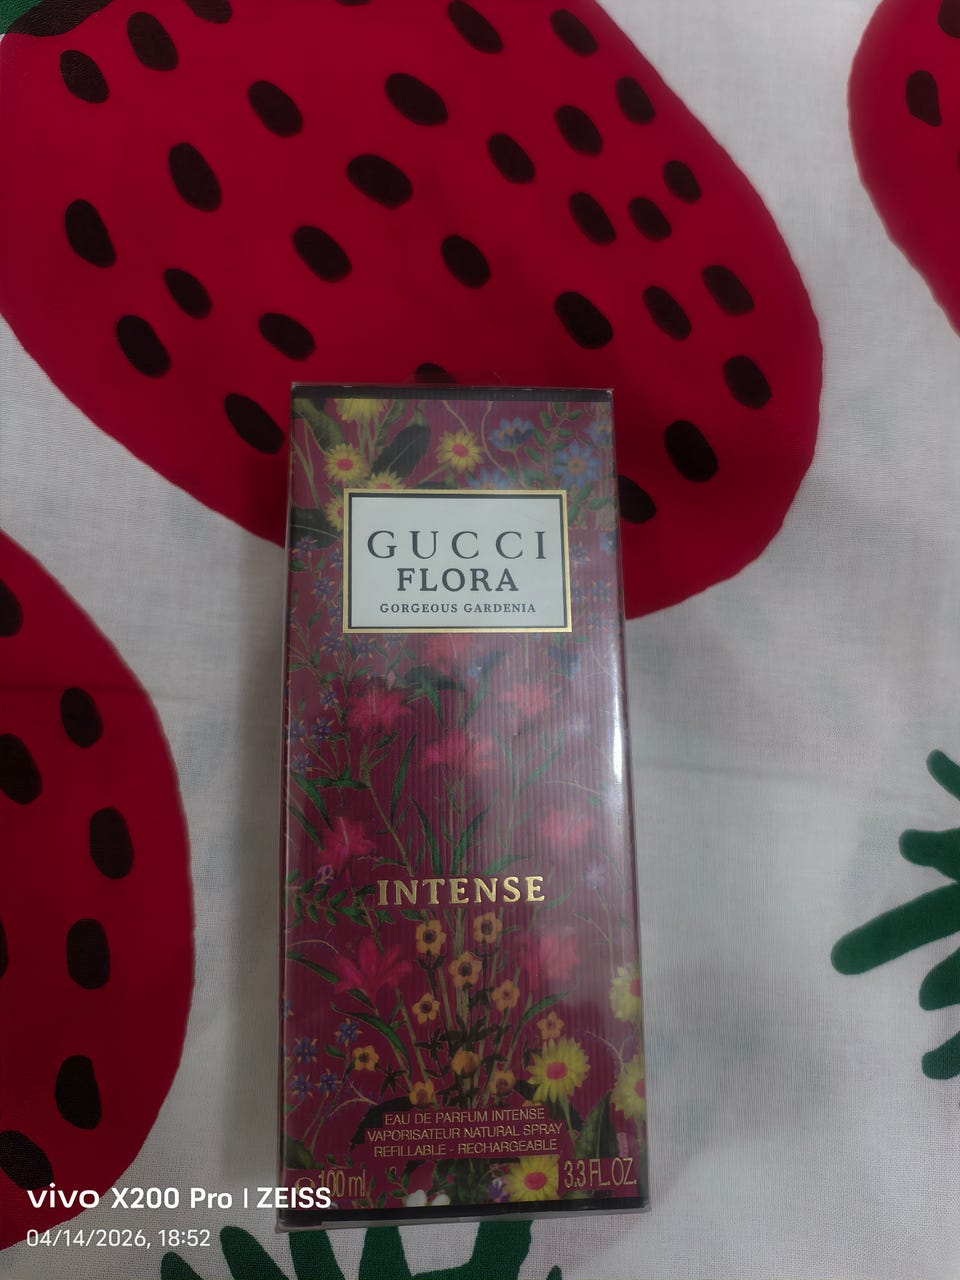 GUCCI
FLORA
GORGEOUS GARDENIA
INTENSE
EAU DE PARFUM INTENSE
VAPORISATEUR NATURAL SPRAY
REFILLABLE - RECHARGEABLE
℮ 100 ml 3.3 FL.OZ.
vivo X200 Pro | ZEISS
04/14/2026, 18:52